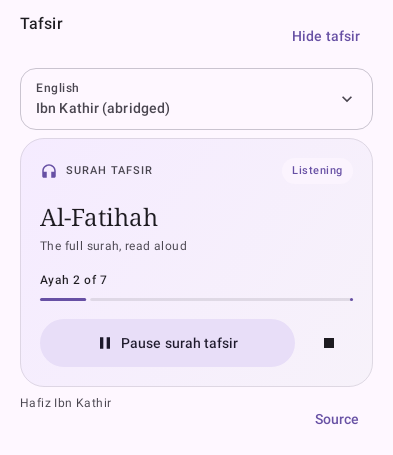 Tafsir
Hide tafsir
English
Ibn Kathir (abridged)
SURAH TAFSIR
Listening
Al-Fatihah
The full surah, read aloud
Ayah 2 of 7
Pause surah tafsir
Hafiz Ibn Kathir
Source